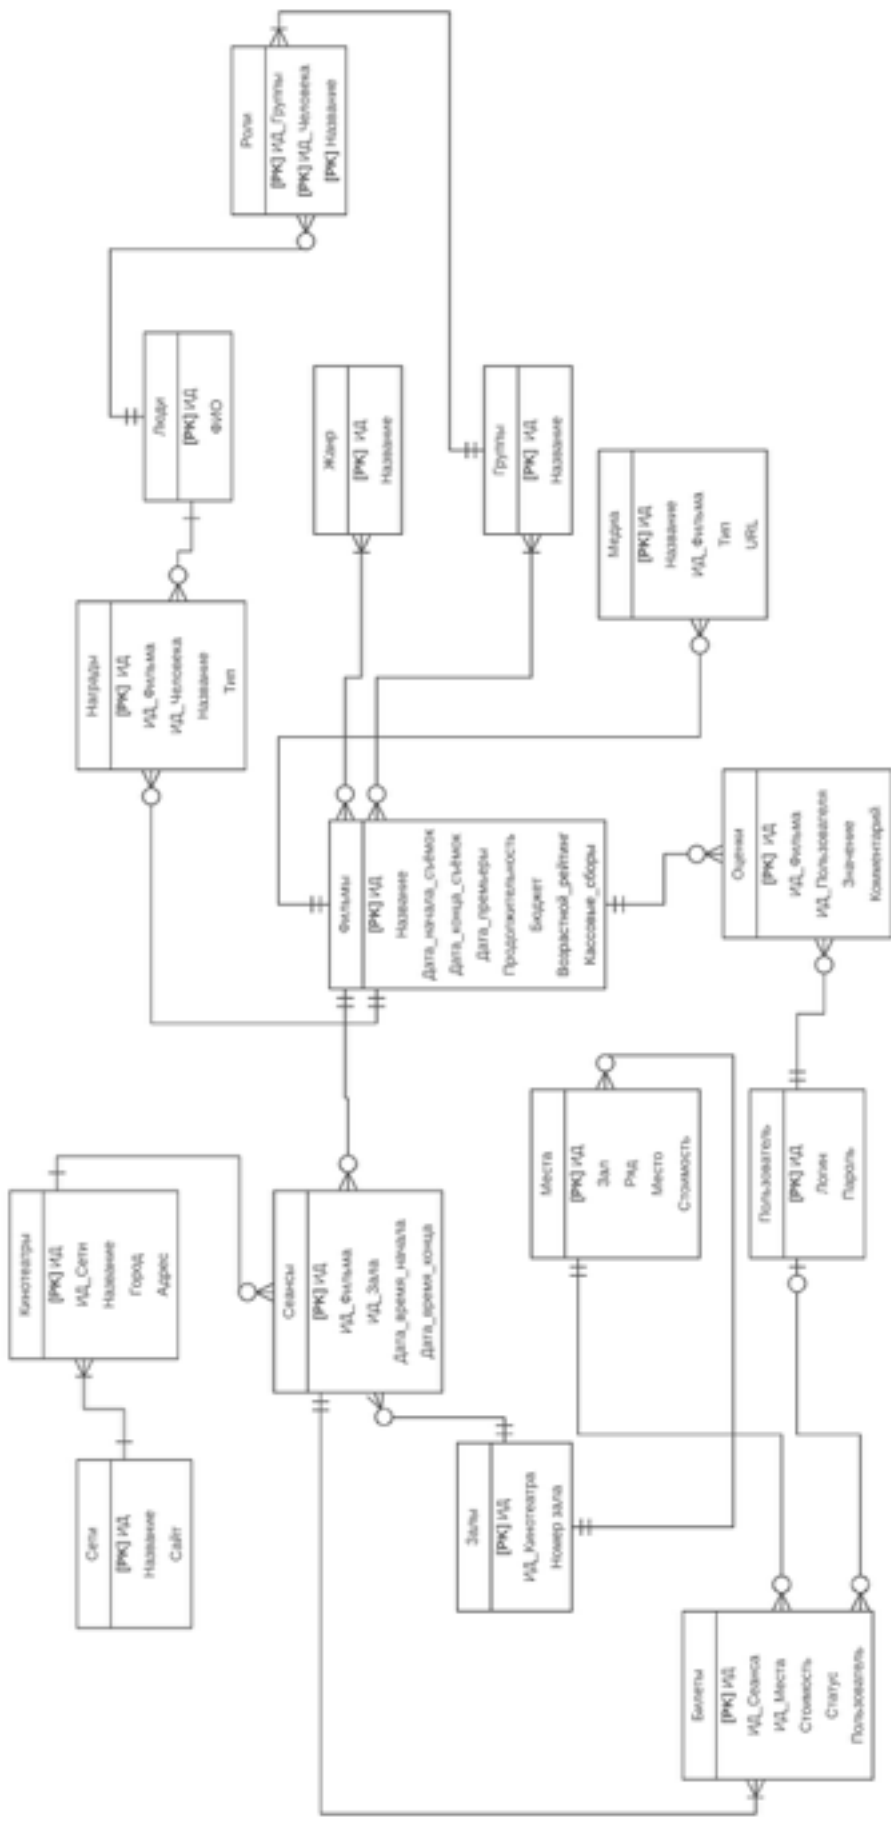 Сети
[PK] ИД
Название
Сайт
Кинотеатры
[PK] ИД
ИД_Сети
Название
Город
Адрес
Награды
[PK] ИД
ИД_Фильма
ИД_Человека
Название
Тип
Люди
[PK] ИД
ФИО
Роли
[PK] ИД_Группы
[PK] ИД_Человека
[PK] Название
Сеансы
[PK] ИД
ИД_Фильма
ИД_Зала
Дата_время_начала
Дата_время_конца
Фильмы
[PK] ИД
Название
Дата_начала_съёмок
Дата_конца_съёмок
Дата_премьеры
Продолжительность
Бюджет
Возрастной_рейтинг
Кассовые_сборы
Жанр
[PK] ИД
Название
Залы
[PK] ИД
ИД_Кинотеатра
Номер зала
Группы
[PK] ИД
Название
Места
[PK] ИД
Зал
Ряд
Место
Стоимость
Медиа
[PK] ИД
Название
ИД_Фильма
Тип
URL
Билеты
[PK] ИД
ИД_Сеанса
ИД_Места
Стоимость
Статус
Пользователь
Пользователь
[PK] ИД
Логин
Пароль
Оценки
[PK] ИД
ИД_Фильма
ИД_Пользователя
Значение
Комментарий